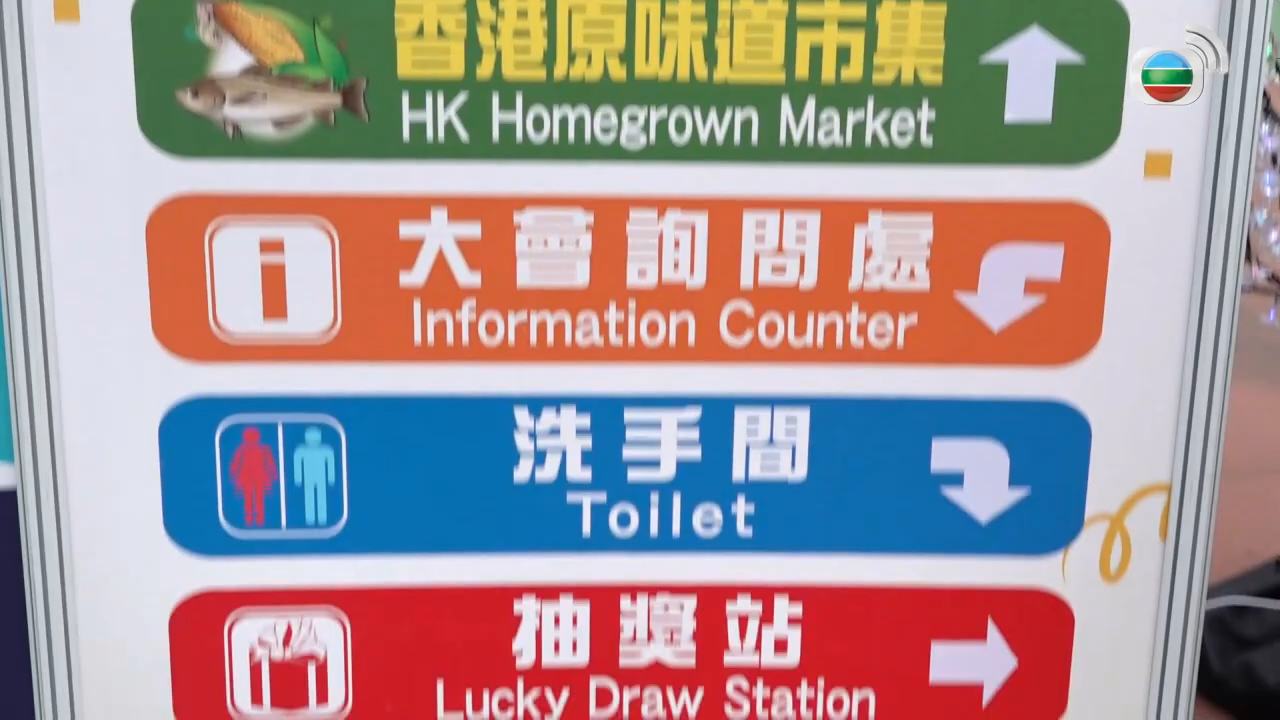 香港原味道市集
HK Homegrown Market
大會詢問處
Information Counter
洗手間
Toilet
抽獎站
Lucky Draw Station